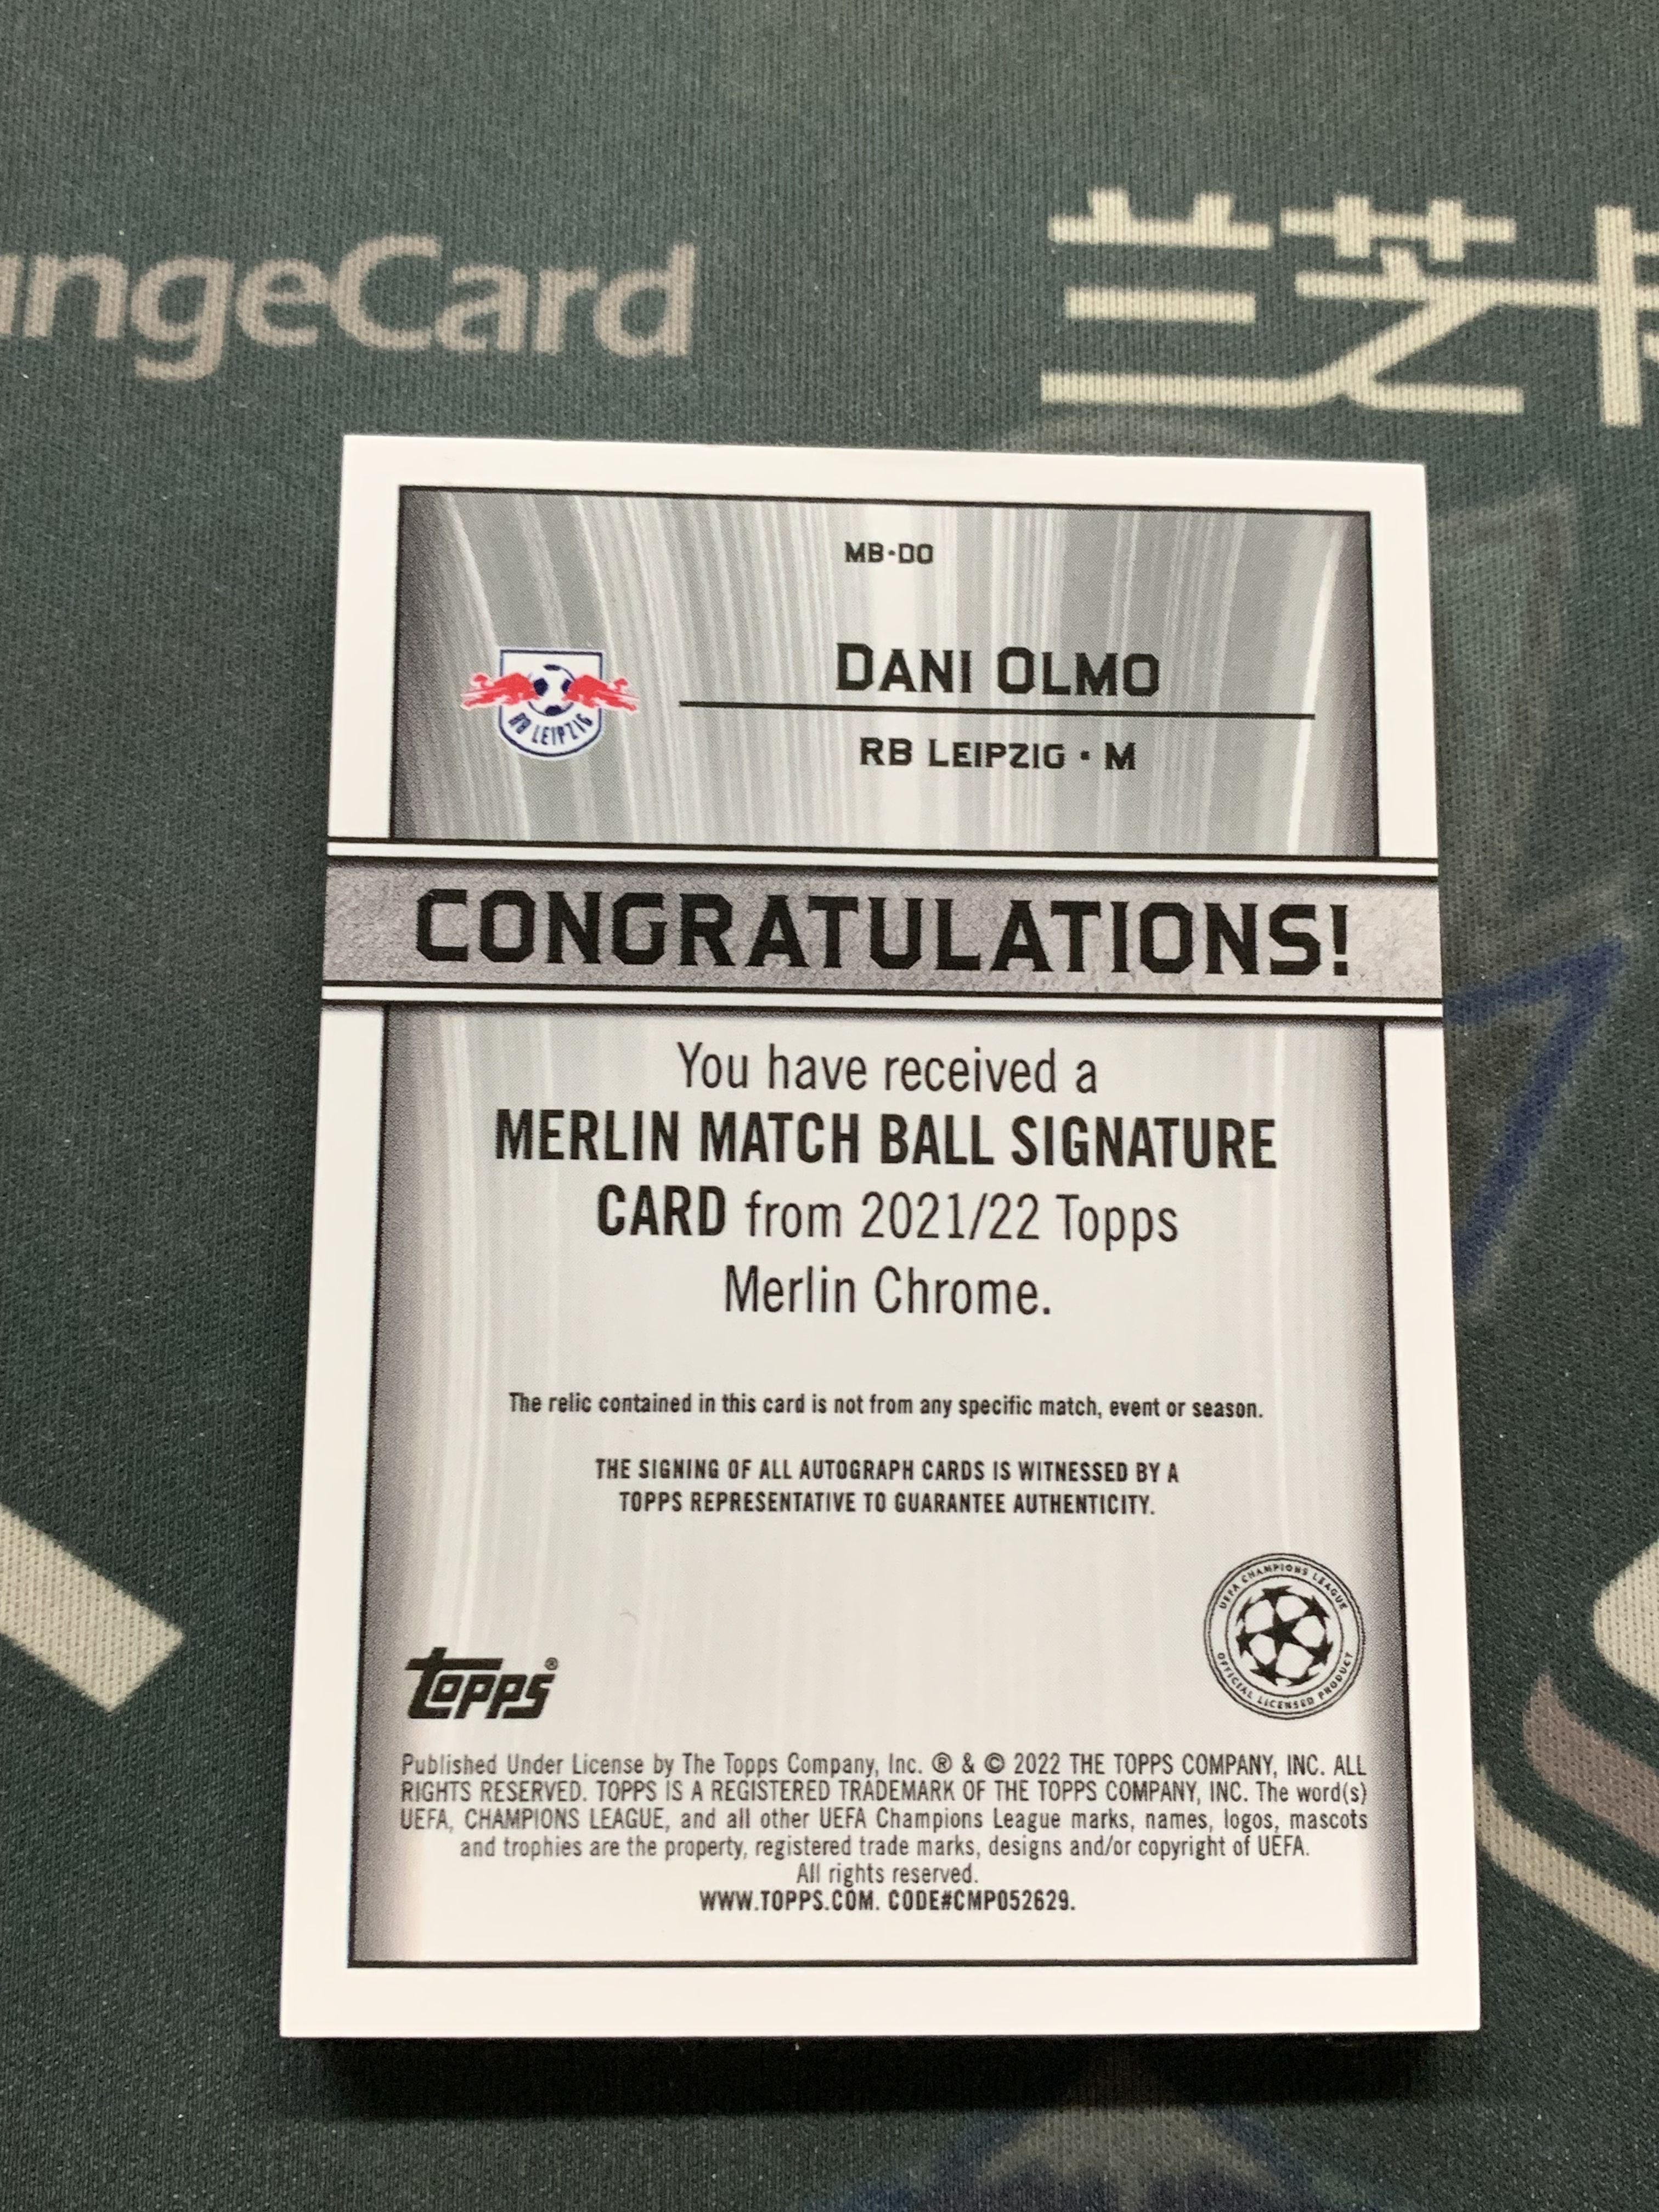 ngeCard
兰芝卡
MB-DO
DANI OLMO
RB LEIPZIG
RB LEIPZIG · M
CONGRATULATIONS!
You have received a
MERLIN MATCH BALL SIGNATURE
CARD from 2021/22 Topps
Merlin Chrome.
The relic contained in this card is not from any specific match, event or season.
THE SIGNING OF ALL AUTOGRAPH CARDS IS WITNESSED BY A
TOPPS REPRESENTATIVE TO GUARANTEE AUTHENTICITY.
UEFA CHAMPIONS LEAGUE
OFFICIAL LICENSED PRODUCT
topps®
Published Under License by The Topps Company, Inc. ® & © 2022 THE TOPPS COMPANY, INC. ALL
RIGHTS RESERVED. TOPPS IS A REGISTERED TRADEMARK OF THE TOPPS COMPANY, INC. The word(s)
UEFA, CHAMPIONS LEAGUE, and all other UEFA Champions League marks, names, logos, mascots
and trophies are the property, registered trade marks, designs and/or copyright of UEFA.
All rights reserved.
WWW.TOPPS.COM. CODE#CMP052629.